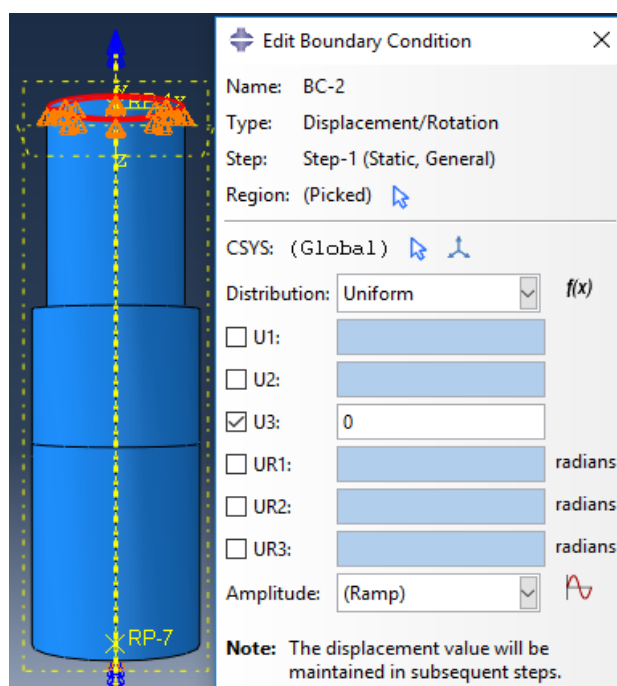 Edit Boundary Condition
Name: BC-2
Type: Displacement/Rotation
Step: Step-1 (Static, General)
Region: (Picked)
CSYS: (Global)
Distribution: Uniform f(x)
U1:
U2:
U3: 0
UR1: radians
UR2: radians
UR3: radians
Amplitude: (Ramp)
Note: The displacement value will be
maintained in subsequent steps.
Z
RP-7